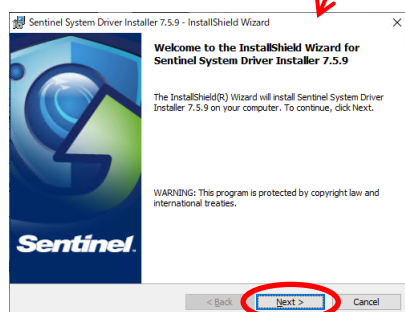 Sentinel System Driver Installer 7.5.9 - InstallShield Wizard
Welcome to the InstallShield Wizard for
Sentinel System Driver Installer 7.5.9
The InstallShield(R) Wizard will install Sentinel System Driver
Installer 7.5.9 on your computer. To continue, click Next.
WARNING: This program is protected by copyright law and
international treaties.
Sentinel.
< Back
Next >
Cancel